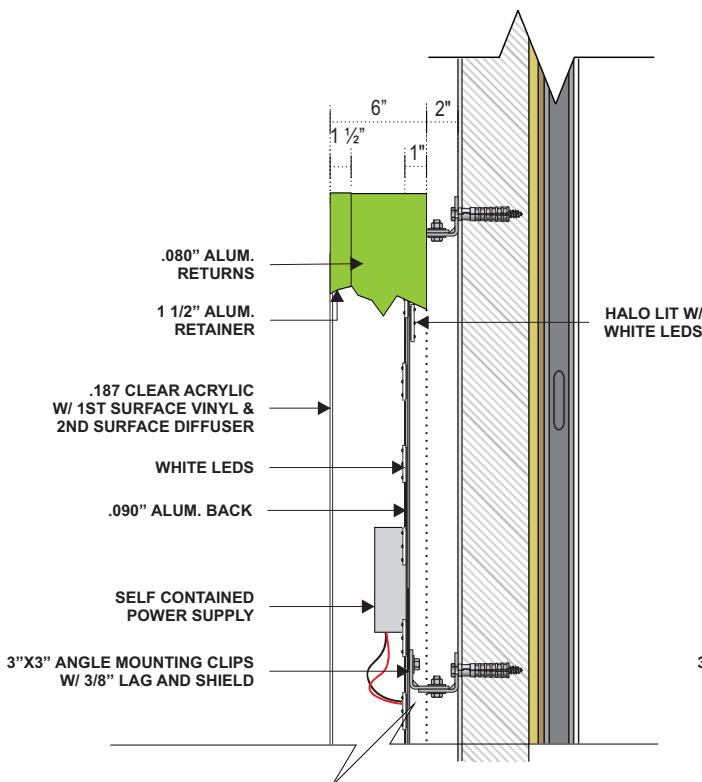 6”
2"
1 ½”
1"
.080” ALUM.
RETURNS
1 1/2” ALUM.
RETAINER
HALO LIT W/
WHITE LEDS
.187 CLEAR ACRYLIC
W/ 1ST SURFACE VINYL &
2ND SURFACE DIFFUSER
WHITE LEDS
.090” ALUM. BACK
SELF CONTAINED
POWER SUPPLY
3”X3” ANGLE MOUNTING CLIPS
W/ 3/8” LAG AND SHIELD
3